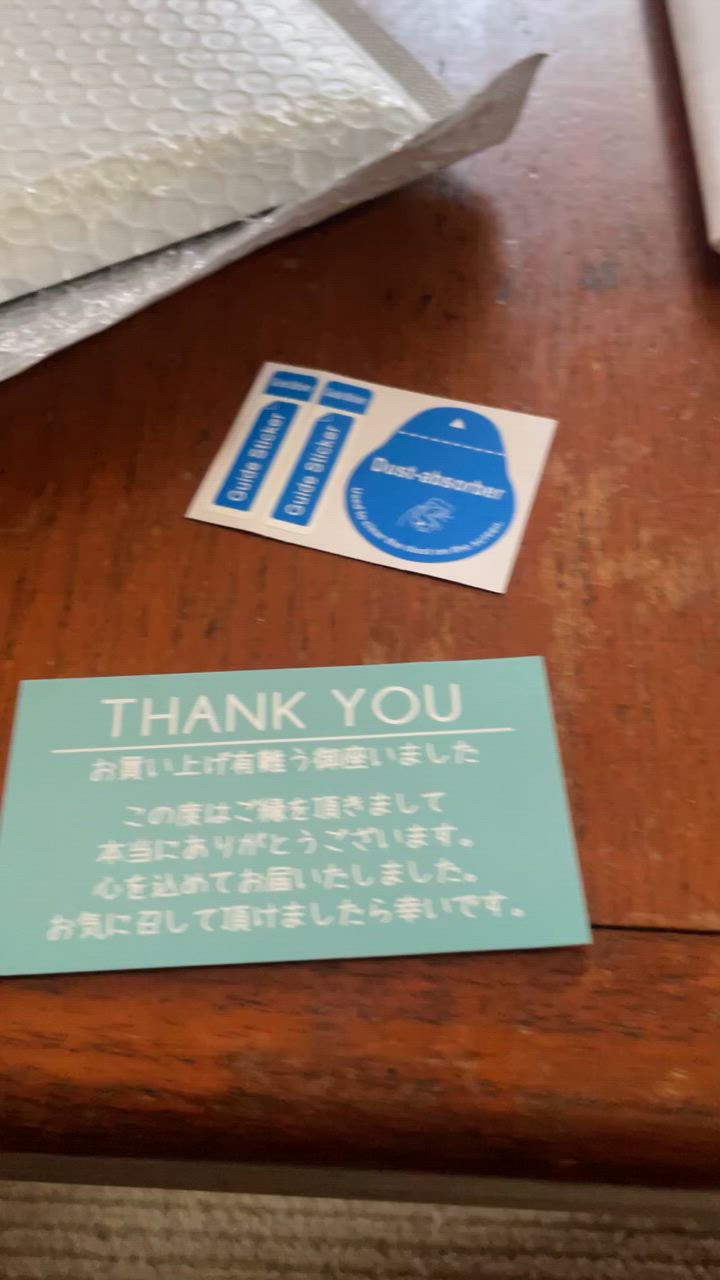 Guide Sticker
Guide Sticker
Dust-absorber
THANK YOU
お買い上げ有難う御座いました
この度はご縁を頂きまして
本当にありがとうございます。
心を込めてお届いたしました。
お気に召して頂けましたら幸いです。